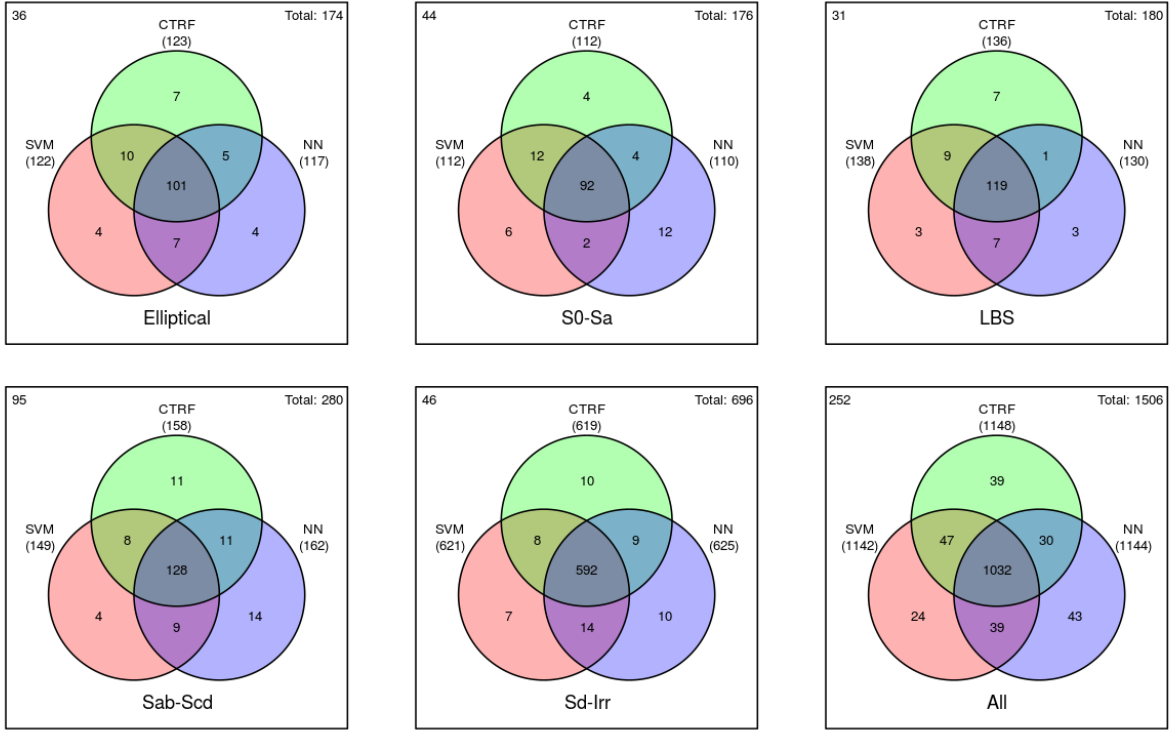 36 Total: 174
CTRF
(123)
7
SVM
(122)
10
5
NN
(117)
101
4
7
4
Elliptical
44 Total: 176
CTRF
(112)
4
SVM
(112)
12
4
NN
(110)
92
6
2
12
S0-Sa
31 Total: 180
CTRF
(136)
7
SVM
(138)
9
1
NN
(130)
119
3
7
3
LBS
95 Total: 280
CTRF
(158)
11
SVM
(149)
8
11
NN
(162)
128
4
9
14
Sab-Scd
46 Total: 696
CTRF
(619)
10
SVM
(621)
8
9
NN
(625)
592
7
14
10
Sd-Irr
252 Total: 1506
CTRF
(1148)
39
SVM
(1142)
47
30
NN
(1144)
1032
24
39
43
All